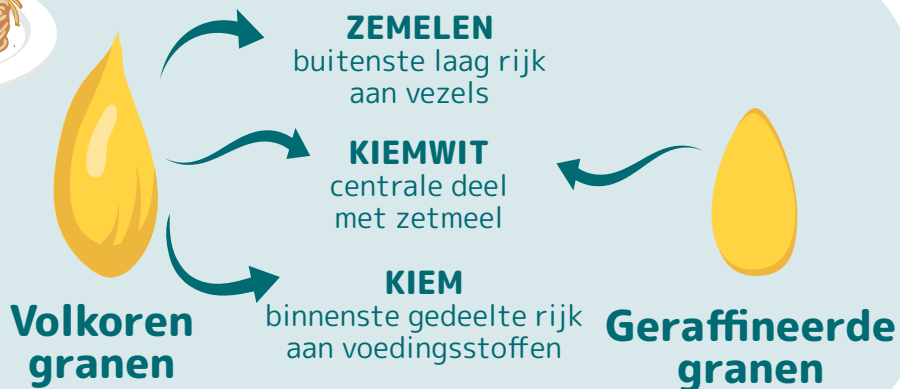 ZEMELEN
buitenste laag rijk
aan vezels
KIEMWIT
centrale deel
met zetmeel
KIEM
binnenste gedeelte rijk
aan voedingsstoffen
Volkoren
granen
Geraffineerde
granen